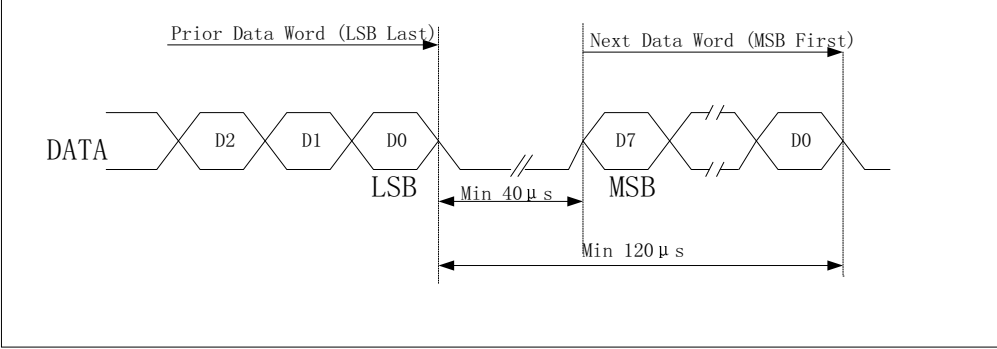 Prior Data Word (LSB Last)
Next Data Word (MSB First)
DATA
D2
D1
D0
D7
D0
LSB
MSB
Min 40μs
Min 120μs